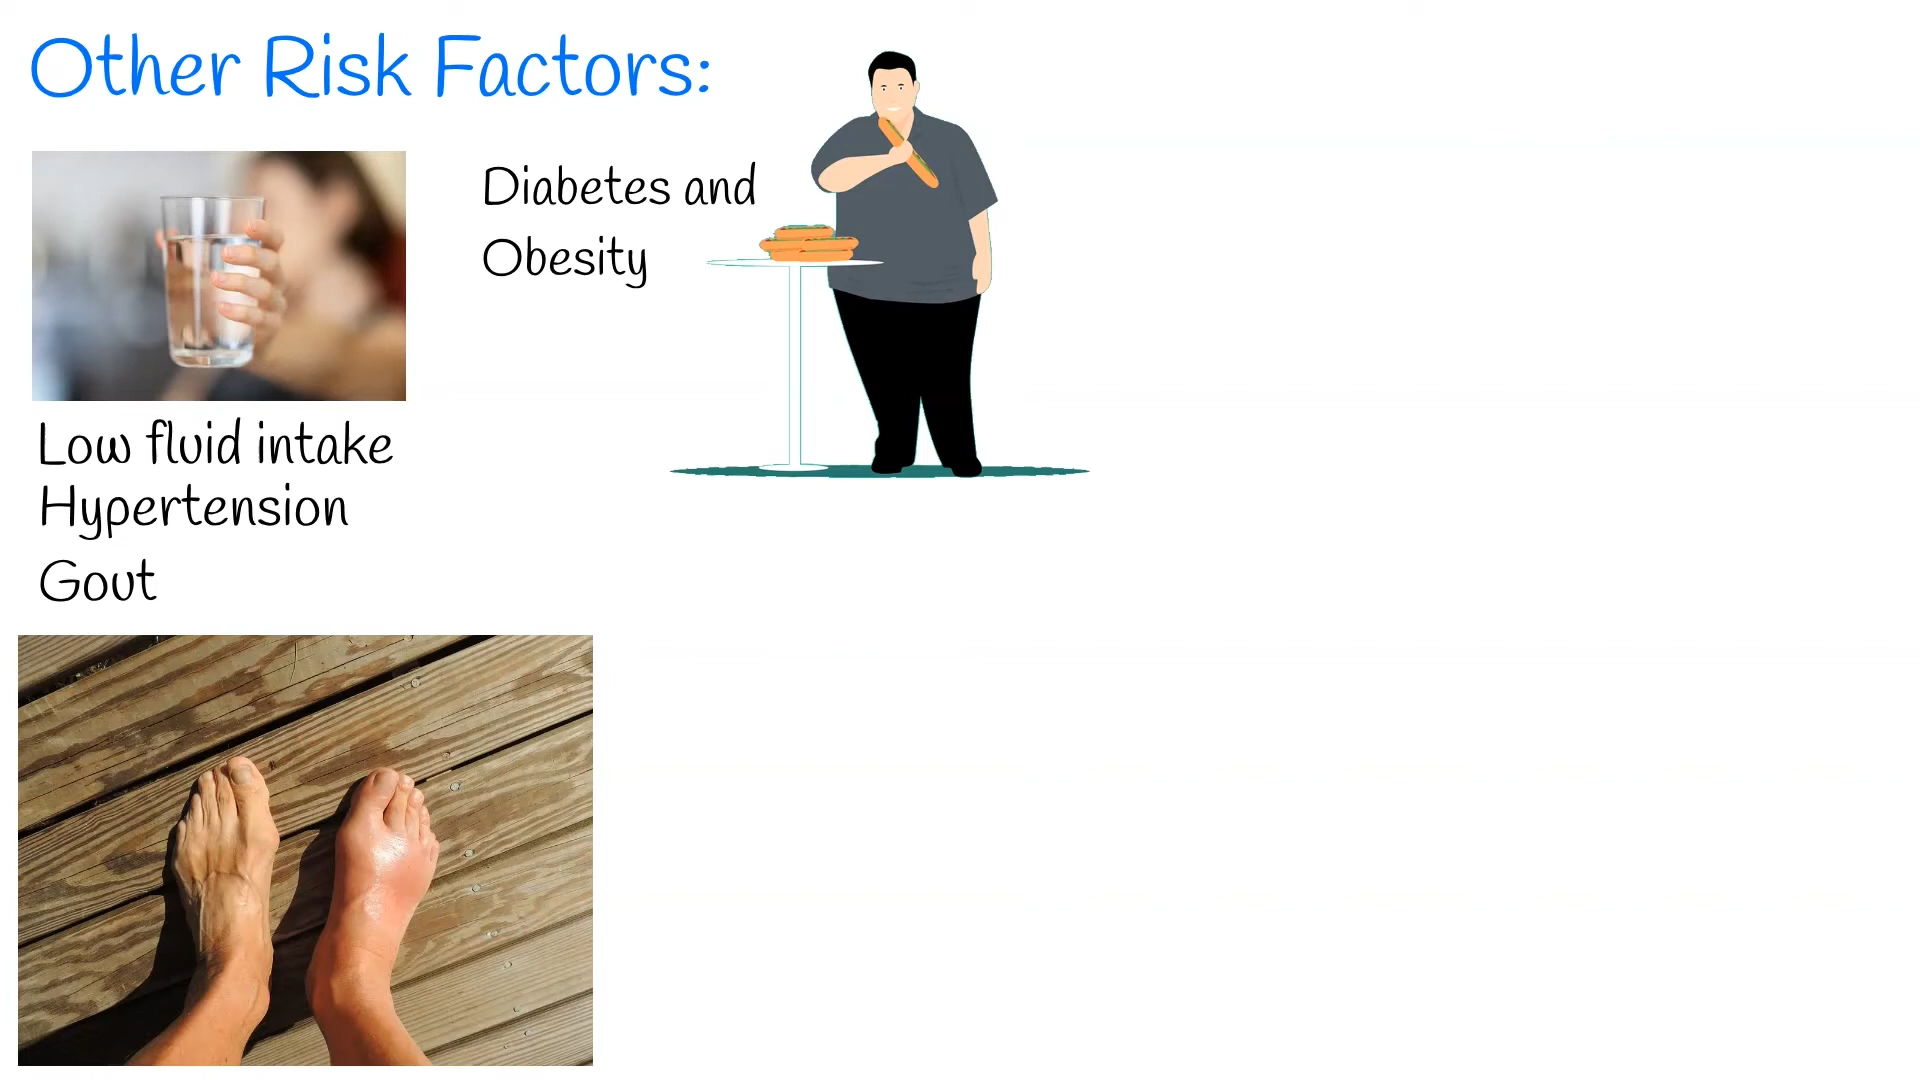 Other Risk Factors:
Diabetes and
Obesity
Low fluid intake
Hypertension
Gout